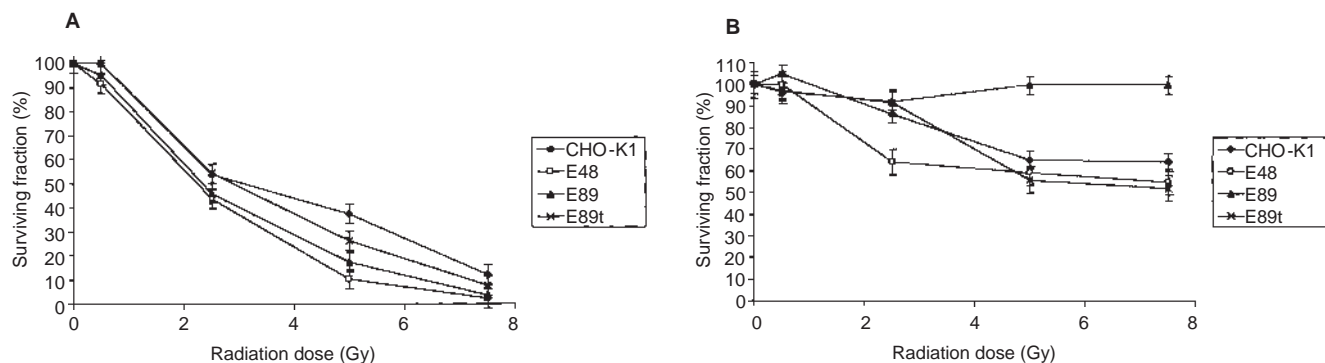 A
Surviving fraction (%)
100
90
80
70
60
50
40
30
20
10
0
0 2 4 6 8
Radiation dose (Gy)
CHO-K1
E48
E89
E89t
B
Surviving fraction (%)
110
100
90
80
70
60
50
40
30
20
10
0
0 2 4 6 8
Radiation dose (Gy)
CHO-K1
E48
E89
E89t